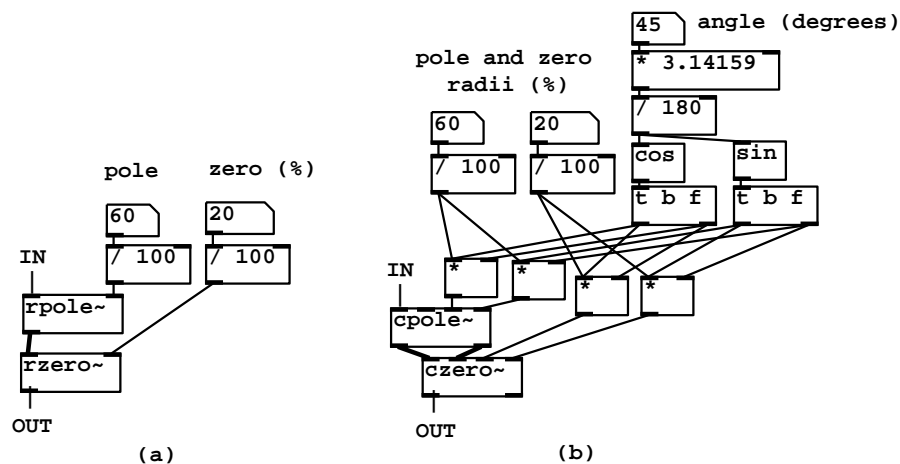 45 angle (degrees)
* 3.14159
pole and zero
radii (%)
/ 180
60 20
cos sin
/ 100 / 100
pole zero (%)
t b f t b f
60 20
IN
/ 100 / 100
* *
IN
* *
rpole~
cpole~
rzero~
czero~
OUT
OUT
(a) (b)